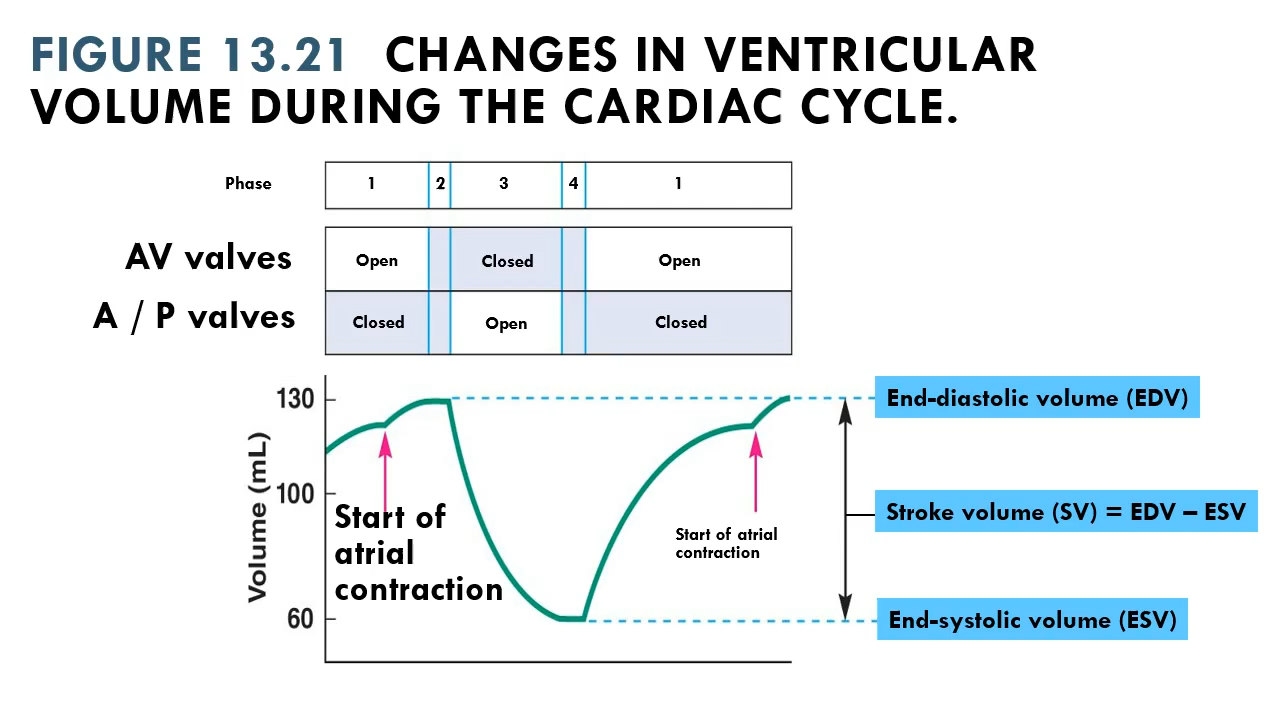 FIGURE 13.21 CHANGES IN VENTRICULAR
VOLUME DURING THE CARDIAC CYCLE.
Phase 1 2 3 4 1
AV valves Open Closed Open
A / P valves Closed Open Closed
Volume (mL)
130
100
60
Start of
atrial
contraction
Start of atrial
contraction
End-diastolic volume (EDV)
Stroke volume (SV) = EDV – ESV
End-systolic volume (ESV)